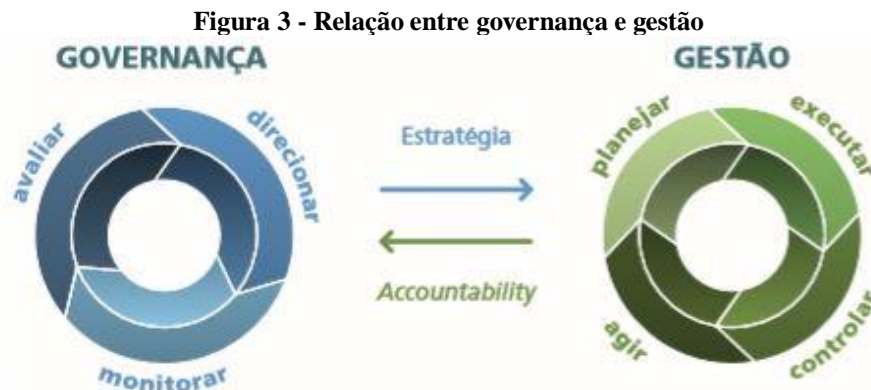 Figura 3 - Relação entre governança e gestão
GOVERNANÇA
avaliar
direcionar
monitorar
Estratégia
Accountability
GESTÃO
planejar
executar
agir
controlar